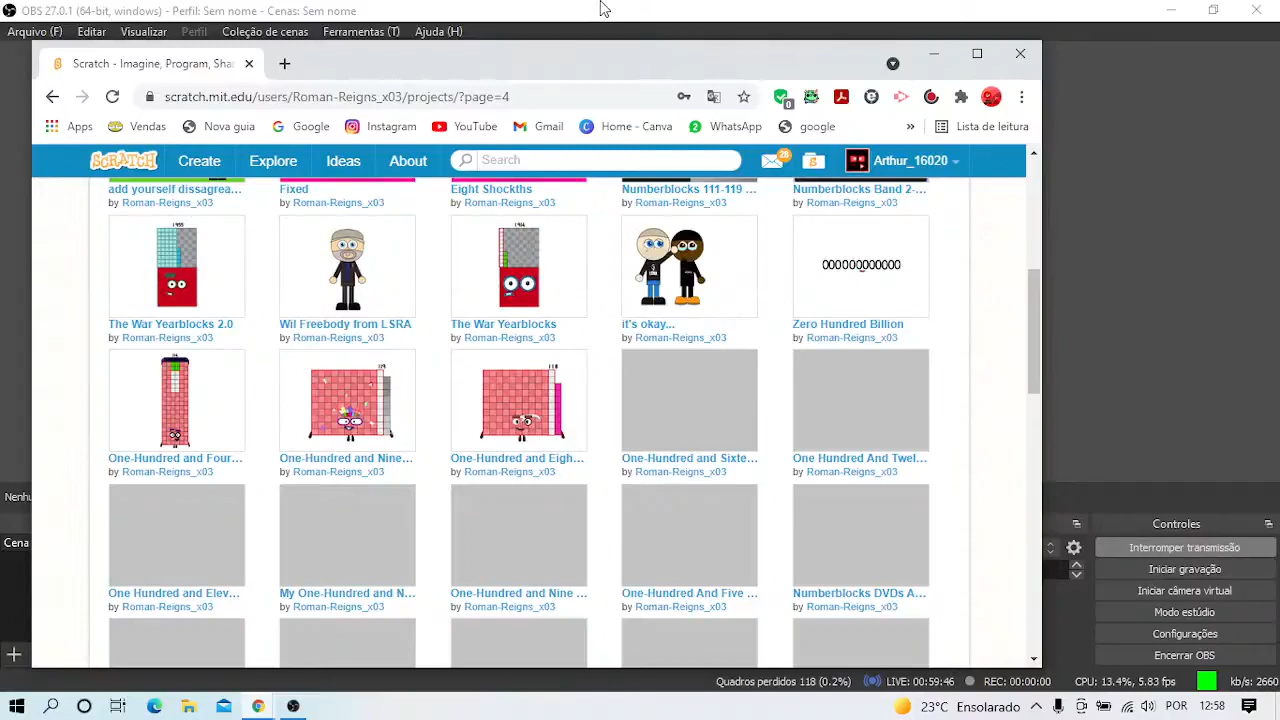 OBS 27.0.1 (64-bit, windows) - Perfil: Sem nome - Cenas: Sem nome
Arquivo (F) Editar Visualizar Perfil Coleção de cenas Ferramentas (T) Ajuda (H)
Scratch - Imagine, Program, Shar
scratch.mit.edu/users/Roman-Reigns_x03/projects/?page=4
0
Apps Vendas Nova guia Google Instagram YouTube Gmail Home - Canva 2 WhatsApp google » Lista de leitura
SCRATCH Create Explore Ideas About Search 28 Arthur_16020
add yourself dissagrea... Fixed Eight Shockths Numberblocks 111-119 ... Numberblocks Band 2-...
by Roman-Reigns_x03 by Roman-Reigns_x03 by Roman-Reigns_x03 by Roman-Reigns_x03 by Roman-Reigns_x03
The War Yearblocks 2.0 Wil Freebody from LSRA The War Yearblocks it's okay... Zero Hundred Billion
by Roman-Reigns_x03 by Roman-Reigns_x03 by Roman-Reigns_x03 by Roman-Reigns_x03 by Roman-Reigns_x03
119 118
One-Hundred and Four... One-Hundred and Nine... One-Hundred and Eigh... One-Hundred and Sixte... One Hundred And Twel...
by Roman-Reigns_x03 by Roman-Reigns_x03 by Roman-Reigns_x03 by Roman-Reigns_x03 by Roman-Reigns_x03
One Hundred and Elev... My One-Hundred and N... One-Hundred and Nine ... One-Hundred And Five ... Numberblocks DVDs A...
by Roman-Reigns_x03 by Roman-Reigns_x03 by Roman-Reigns_x03 by Roman-Reigns_x03 by Roman-Reigns_x03
Nenhu
Cena
Controles
Interromper transmissão
Iniciar gravação
Iniciar câmera virtual
Modo estúdio
Configurações
Encerrar OBS
Quadros perdidos 118 (0.2%) LIVE: 00:59:46 REC: 00:00:00 CPU: 13.4%, 5.83 fps kb/s: 2660
23°C Ensolarado POR 12:58